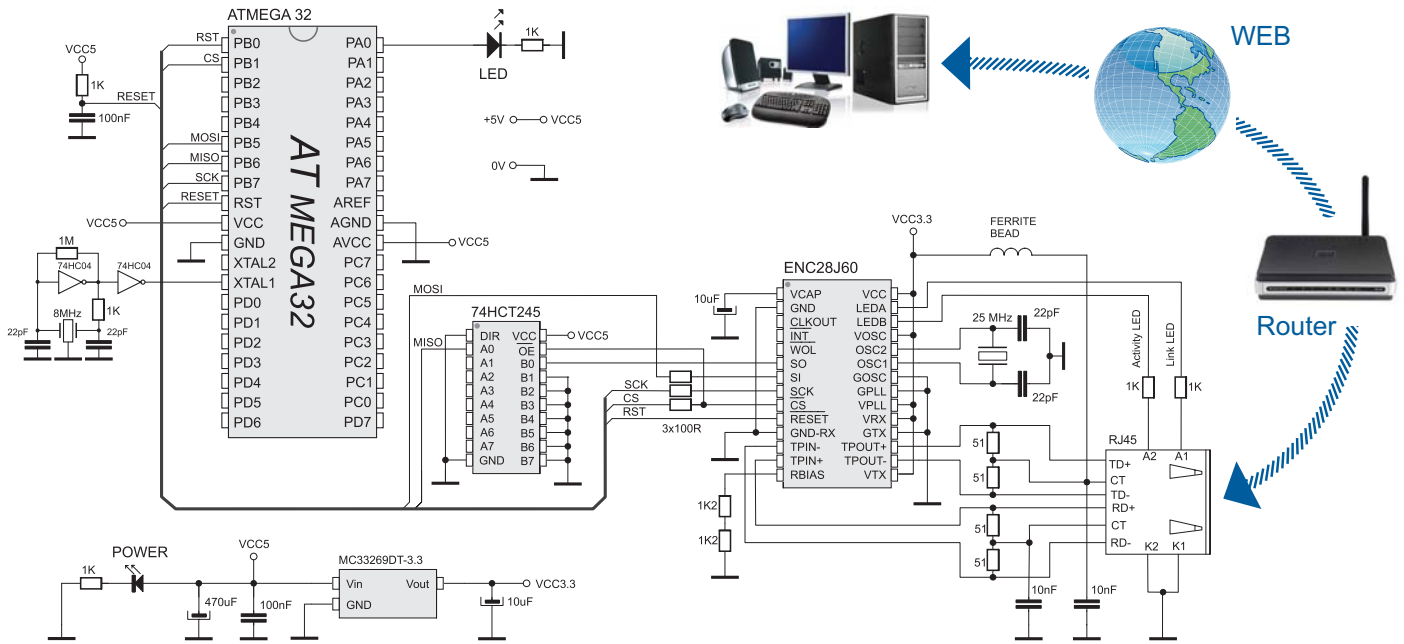 ATMEGA 32
VCC5
1K
RESET
100nF
RST
CS
MOSI
MISO
SCK
RESET
VCC5
PB0
PB1
PB2
PB3
PB4
PB5
PB6
PB7
RST
VCC
GND
XTAL2
XTAL1
PD0
PD1
PD2
PD3
PD4
PD5
PD6
AT MEGA32
PA0
PA1
PA2
PA3
PA4
PA5
PA6
PA7
AREF
AGND
AVCC
PC7
PC6
PC5
PC4
PC3
PC2
PC1
PC0
PD7
VCC5
1M
74HC04
74HC04
1K
8MHz
22pF
22pF
LED
1K
+5V
VCC5
0V
WEB
Router
MOSI
MISO
74HCT245
DIR
A0
A1
A2
A3
A4
A5
A6
A7
GND
VCC
OE
B0
B1
B2
B3
B4
B5
B6
B7
VCC5
SCK
CS
RST
3x100R
VCC3.3
FERRITE
BEAD
10uF
ENC28J60
VCAP
GND
CLKOUT
INT
WOL
SO
SI
SCK
CS
RESET
GND-RX
TPIN-
TPIN+
RBIAS
VCC
LEDA
LEDB
VOSC
OSC2
OSC1
GOSC
GPLL
VPLL
VRX
GTX
TPOUT+
TPOUT-
VTX
25 MHz
22pF
22pF
Activity LED
Link LED
1K
1K
1K2
1K2
51
51
51
51
RJ45
A2
A1
TD+
CT
TD-
RD+
CT
RD-
K2
K1
10nF
10nF
POWER
1K
470uF
VCC5
100nF
MC33269DT-3.3
Vin
Vout
GND
VCC3.3
10uF